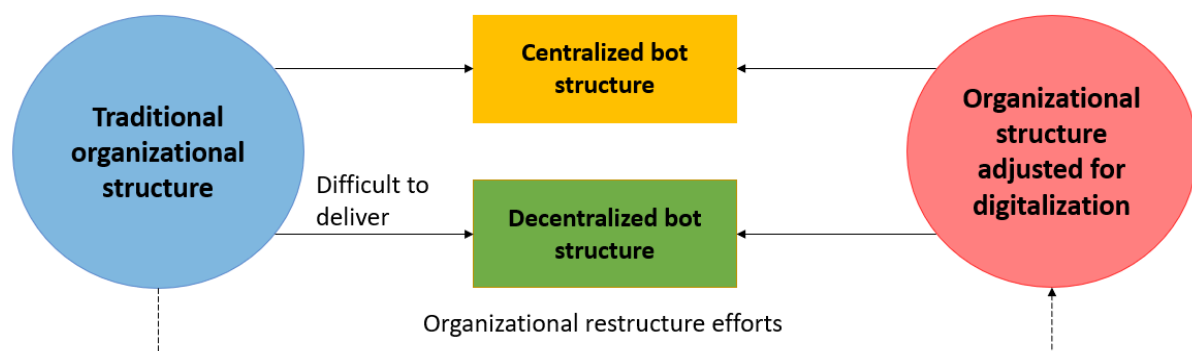 Traditional
organizational
structure
Difficult to
deliver
Centralized bot
structure
Decentralized bot
structure
Organizational
structure
adjusted for
digitalization
Organizational restructure efforts